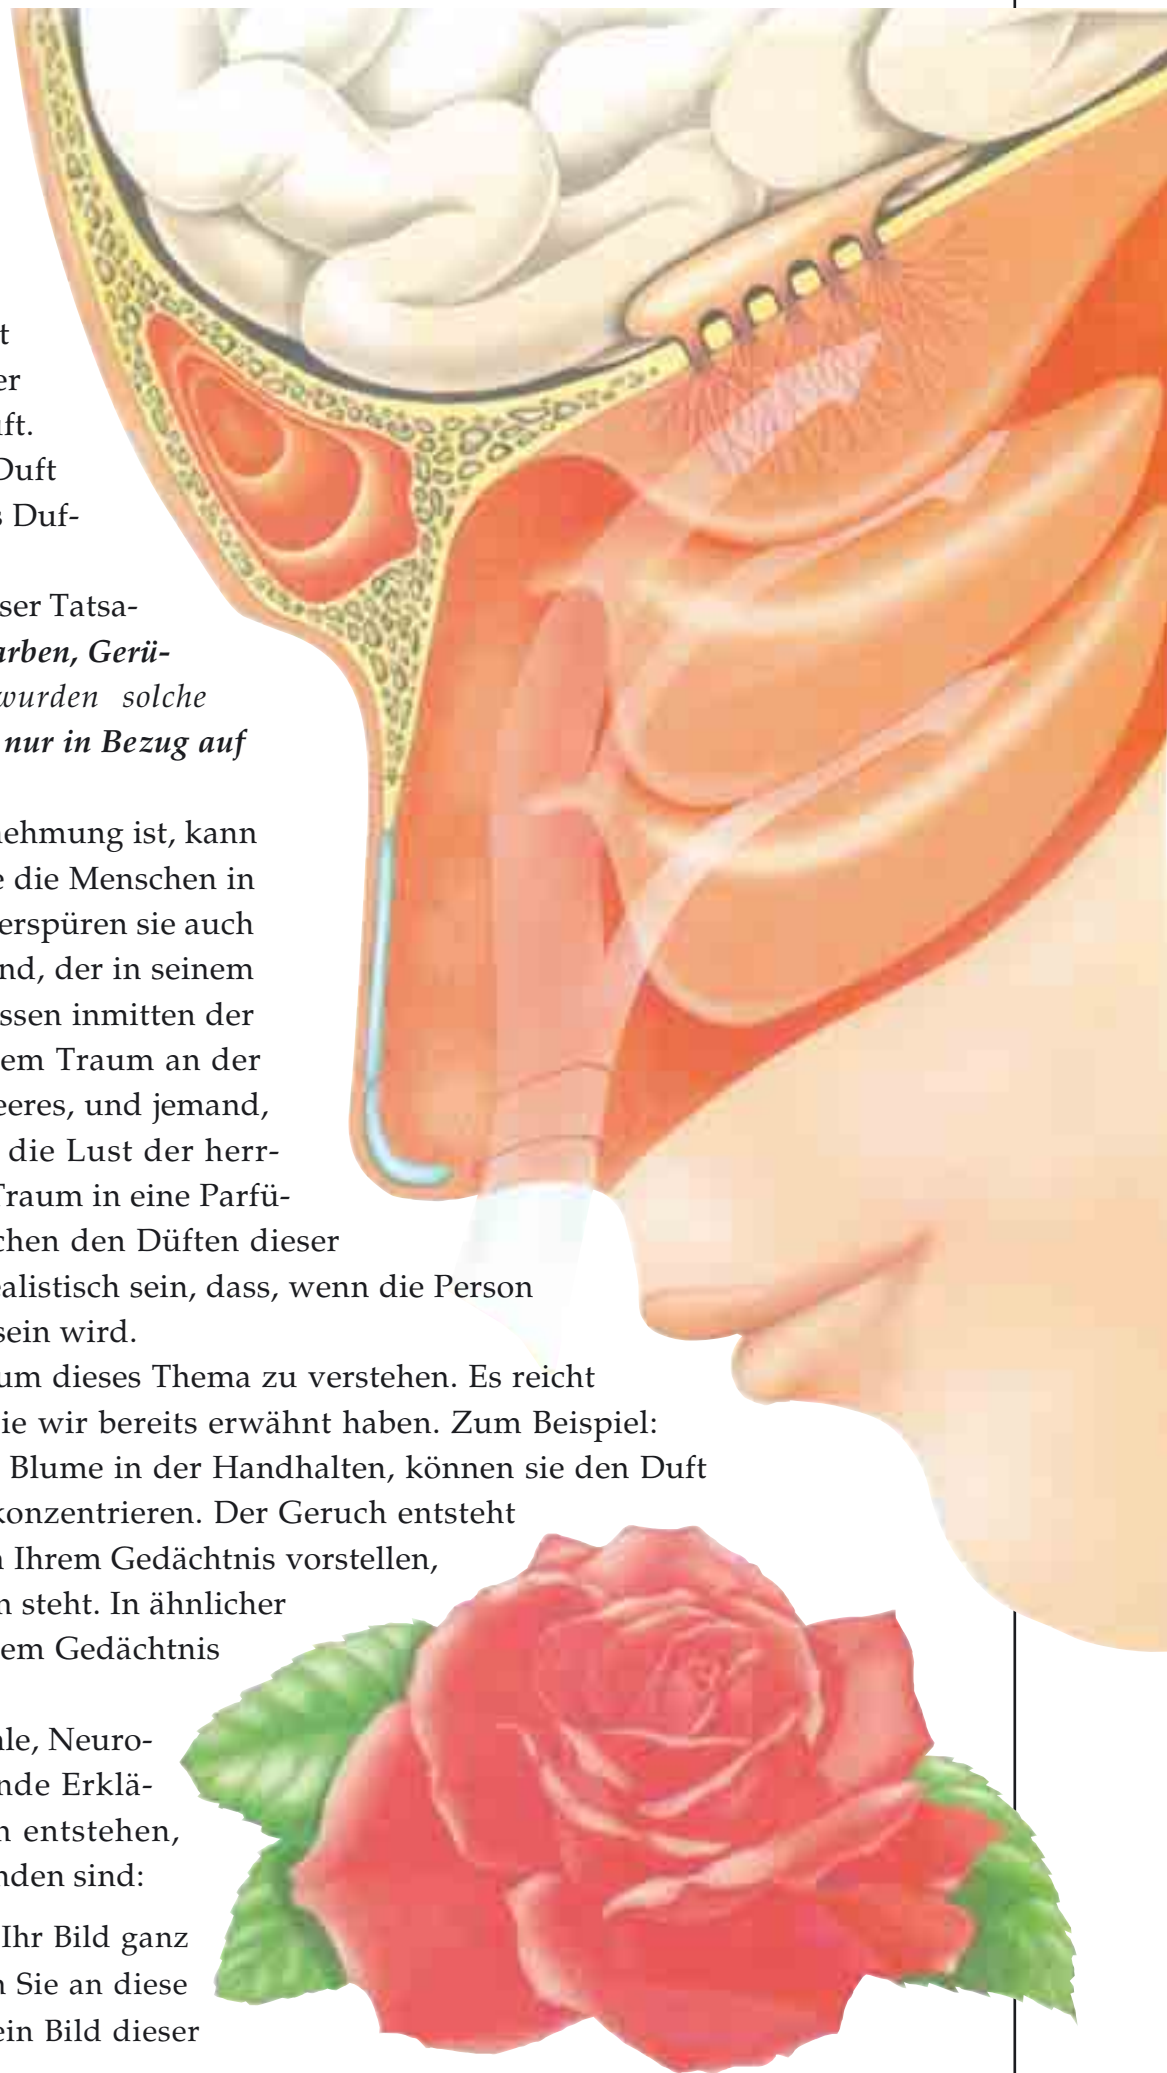 t
er
uft.
Duft
s Duf-
ser Tatsa-
arben, Gerü-
wurden solche
nur in Bezug auf
nehmung ist, kann
e die Menschen in
erspüren sie auch
nd, der in seinem
ssen inmitten der
em Traum an der
eeres, und jemand,
die Lust der herr-
Traum in eine Parfü-
chen den Düften dieser
ealistisch sein, dass, wenn die Person
sein wird.
um dieses Thema zu verstehen. Es reicht
ie wir bereits erwähnt haben. Zum Beispiel:
Blume in der Handhalten, können sie den Duft
konzentrieren. Der Geruch entsteht
n Ihrem Gedächtnis vorstellen,
n steht. In ähnlicher
em Gedächtnis
ale, Neuro-
nde Erklä-
n entstehen,
nden sind:
Ihr Bild ganz
n Sie an diese
ein Bild dieser